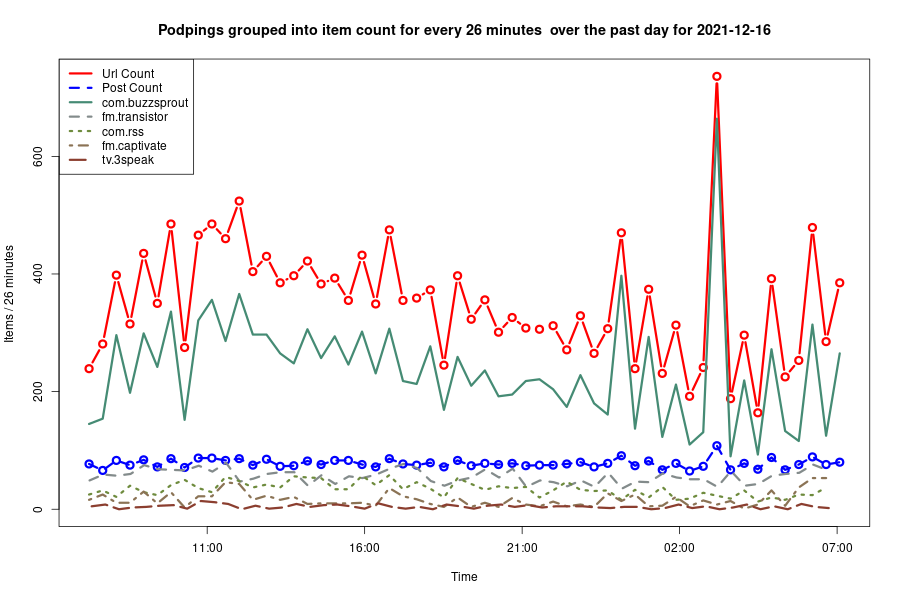 Podpings grouped into item count for every 26 minutes  over the past day for 2021-12-16
Url Count
Post Count
com.buzzsprout
fm.transistor
com.rss
fm.captivate
tv.3speak
Items / 26 minutes
600
400
200
0
11:00 16:00 21:00 02:00 07:00
Time